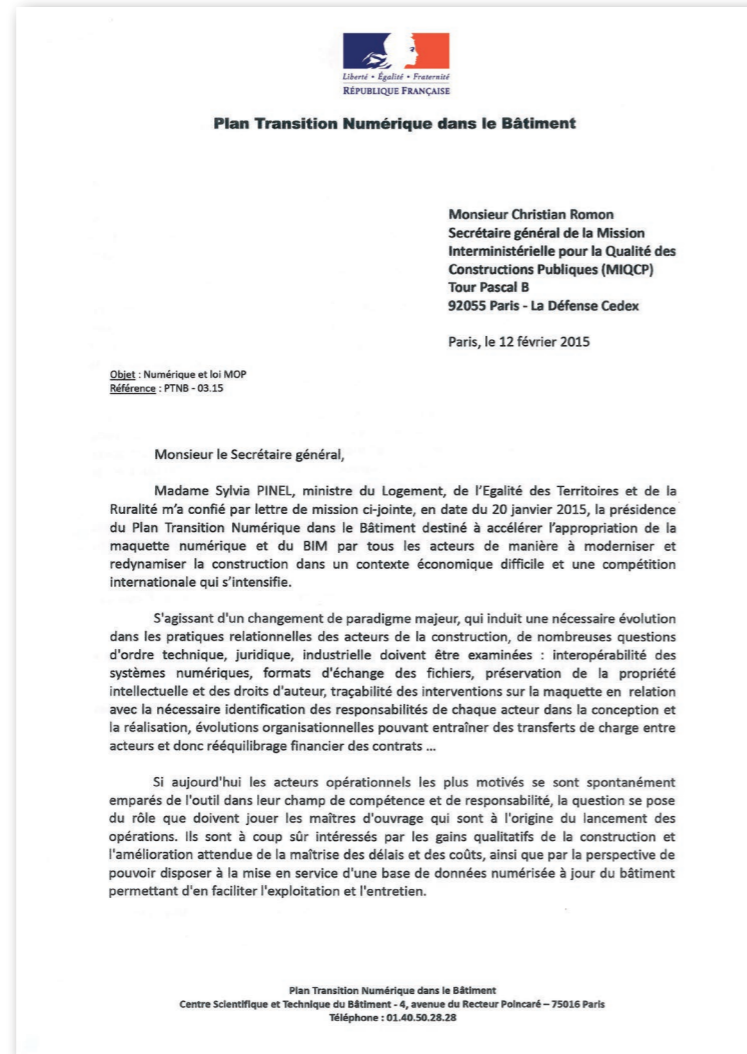 Liberté • Égalité • Fraternité
RÉPUBLIQUE FRANÇAISE
Plan Transition Numérique dans le Bâtiment
Monsieur Christian Romon
Secrétaire général de la Mission
Interministérielle pour la Qualité des
Constructions Publiques (MIQCP)
Tour Pascal B
92055 Paris - La Défense Cedex
Paris, le 12 février 2015
Objet : Numérique et loi MOP
Référence : PTNB - 03.15
Monsieur le Secrétaire général,
Madame Sylvia PINEL, ministre du Logement, de l'Egalité des Territoires et de la
Ruralité m'a confié par lettre de mission ci-jointe, en date du 20 janvier 2015, la présidence
du Plan Transition Numérique dans le Bâtiment destiné à accélérer l'appropriation de la
maquette numérique et du BIM par tous les acteurs de manière à moderniser et
redynamiser la construction dans un contexte économique difficile et une compétition
internationale qui s'intensifie.
S'agissant d'un changement de paradigme majeur, qui induit une nécessaire évolution
dans les pratiques relationnelles des acteurs de la construction, de nombreuses questions
d'ordre technique, juridique, industrielle doivent être examinées : interopérabilité des
systèmes numériques, formats d'échange des fichiers, préservation de la propriété
intellectuelle et des droits d'auteur, traçabilité des interventions sur la maquette en relation
avec la nécessaire identification des responsabilités de chaque acteur dans la conception et
la réalisation, évolutions organisationnelles pouvant entraîner des transferts de charge entre
acteurs et donc rééquilibrage financier des contrats ...
Si aujourd'hui les acteurs opérationnels les plus motivés se sont spontanément
emparés de l'outil dans leur champ de compétence et de responsabilité, la question se pose
du rôle que doivent jouer les maîtres d'ouvrage qui sont à l'origine du lancement des
opérations. Ils sont à coup sûr intéressés par les gains qualitatifs de la construction et
l'amélioration attendue de la maîtrise des délais et des coûts, ainsi que par la perspective de
pouvoir disposer à la mise en service d'une base de données numérisée à jour du bâtiment
permettant d'en faciliter l'exploitation et l'entretien.
Plan Transition Numérique dans le Bâtiment
Centre Scientifique et Technique du Bâtiment - 4, avenue du Recteur Poincaré – 75016 Paris
Téléphone : 01.40.50.28.28